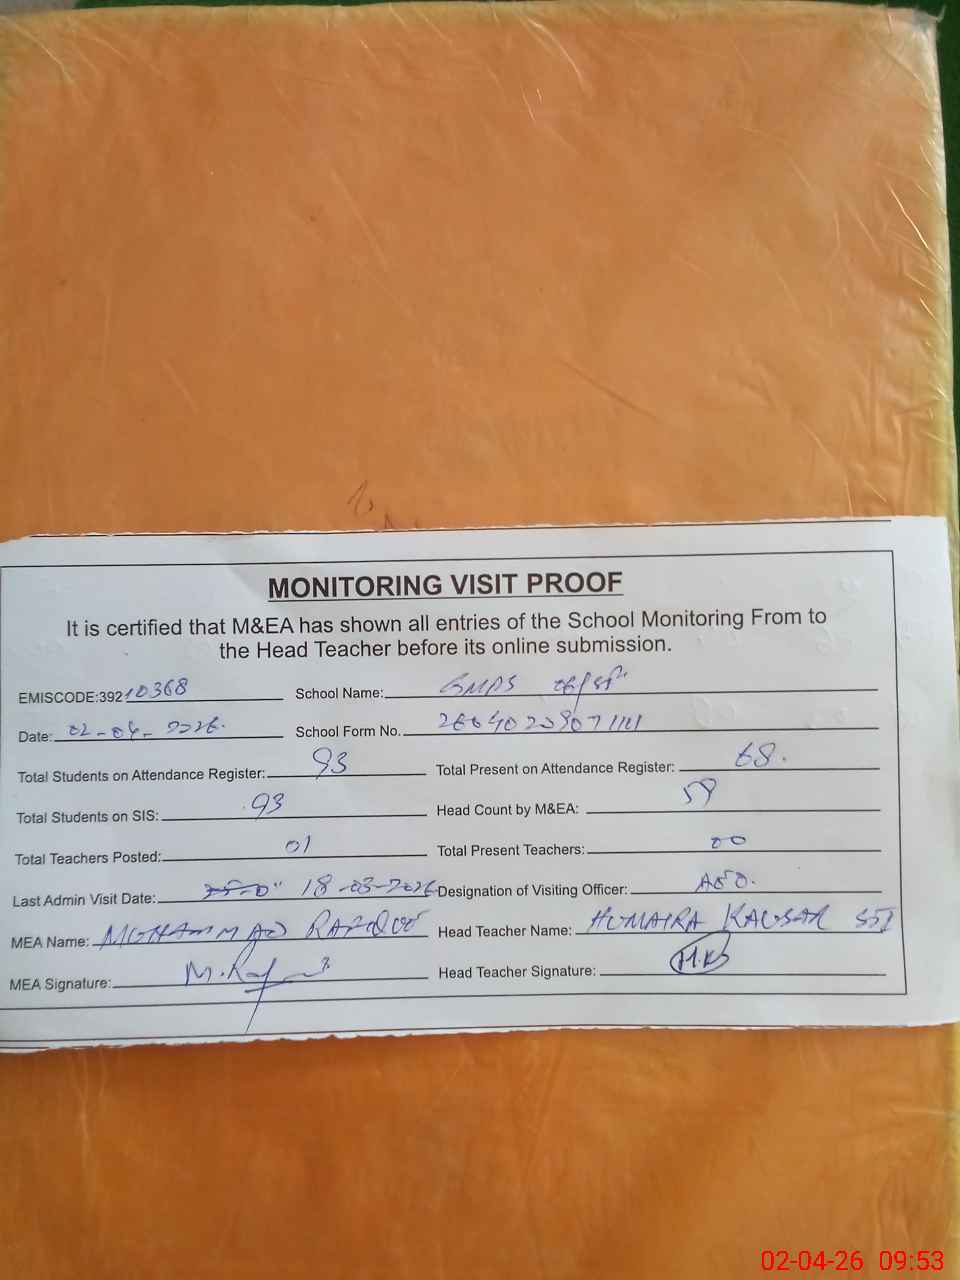 MONITORING VISIT PROOF
It is certified that M&EA has shown all entries of the School Monitoring From to
the Head Teacher before its online submission.
EMISCODE:39210368 School Name: GMPS
Date: 02-04-2026. School Form No.
Total Students on Attendance Register: 93 Total Present on Attendance Register: 68.
Total Students on SIS: 93 Head Count by M&EA: 59
Total Teachers Posted: 01 Total Present Teachers: 00
Last Admin Visit Date: 18-03-2026 Designation of Visiting Officer: AEO.
MEA Name: MUHAMMAD Head Teacher Name: HUMAIRA KAUSAR SSI
MEA Signature: Head Teacher Signature: H.K
02-04-26 09:53